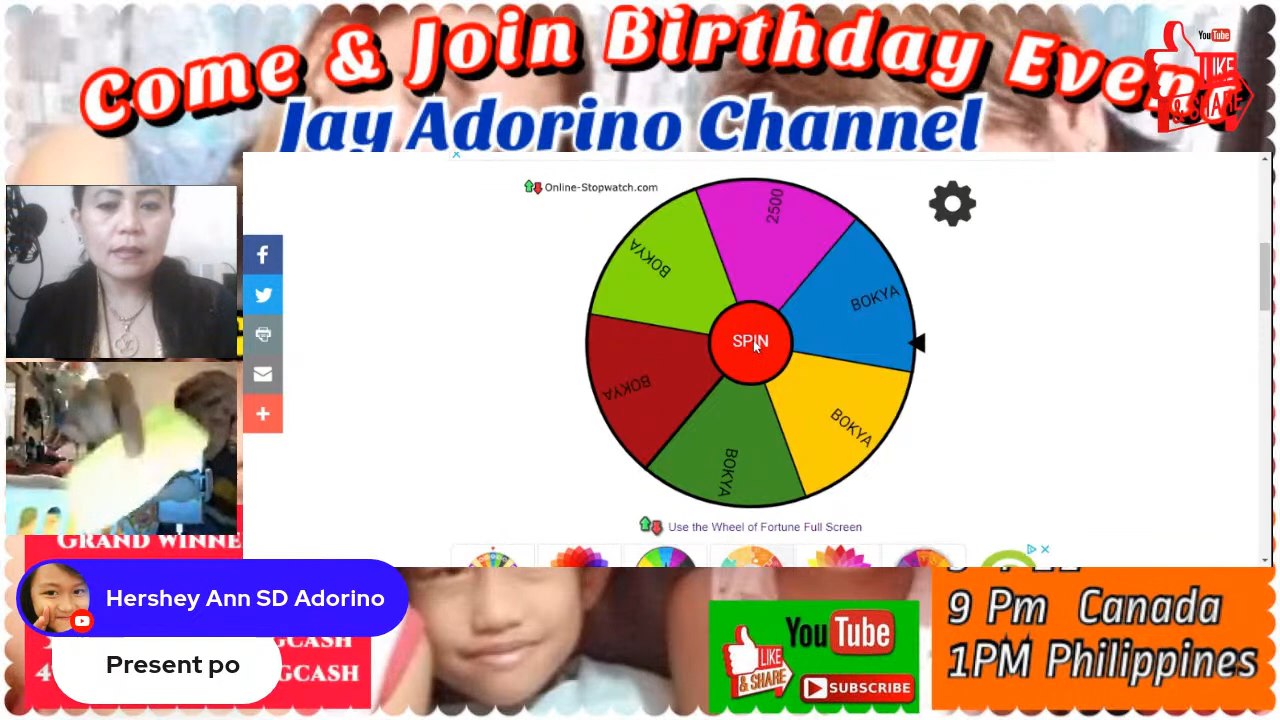 Come & Join Birthday Even
Jay Adorino Channel
YouTube
LIKE
& SHARE
Online-Stopwatch.com
2500
BOKYA
BOKYA
BOKYA
BOKYA
BOKYA
SPIN
Use the Wheel of Fortune Full Screen
GRAND WINNE
Hershey Ann SD Adorino
Present po
GCASH
GCASH
YouTube
LIKE
& SHARE
SUBSCRIBE
9 Pm Canada
1PM Philippines